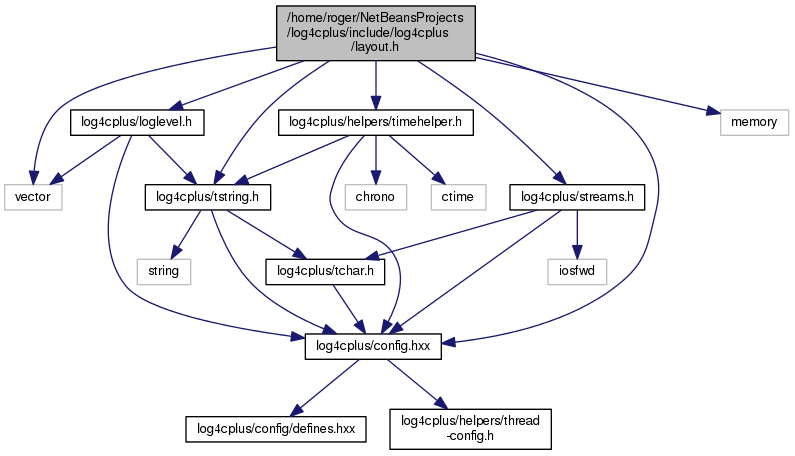 /home/roger/NetBeansProjects
/log4cplus/include/log4cplus
/layout.h
log4cplus/loglevel.h
log4cplus/helpers/timehelper.h
memory
vector
log4cplus/tstring.h
chrono
ctime
log4cplus/streams.h
string
log4cplus/tchar.h
iosfwd
log4cplus/config.hxx
log4cplus/config/defines.hxx
log4cplus/helpers/thread
-config.h